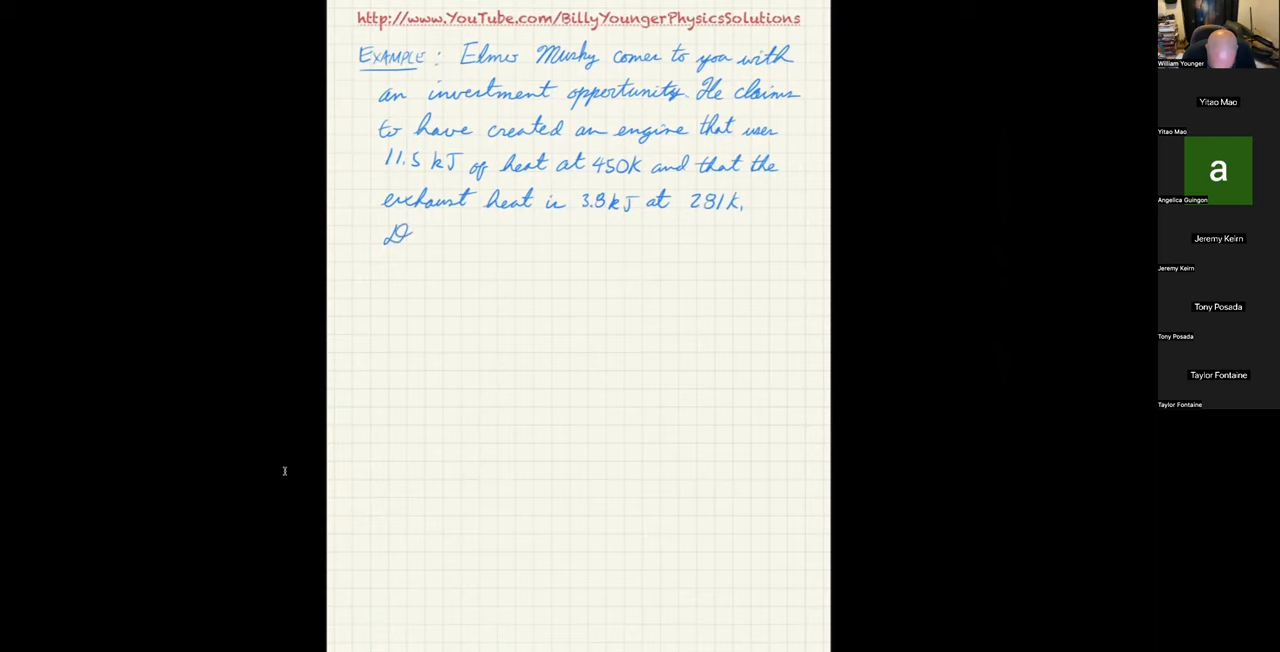 http://www.YouTube.com/BillyYoungerPhysicsSolutions
EXAMPLE: Elmo Musky comes to you with
an investment opportunity. He claims
to have created an engine that uses
11.5 kJ of heat at 450K and that the
exhaust heat is 3.8 kJ at 281K.
D
William Younger
Yitao Mao
Yitao Mao
a
Angelica Guingon
Jeremy Keirn
Jeremy Keirn
Tony Posada
Tony Posada
Taylor Fontaine
Taylor Fontaine